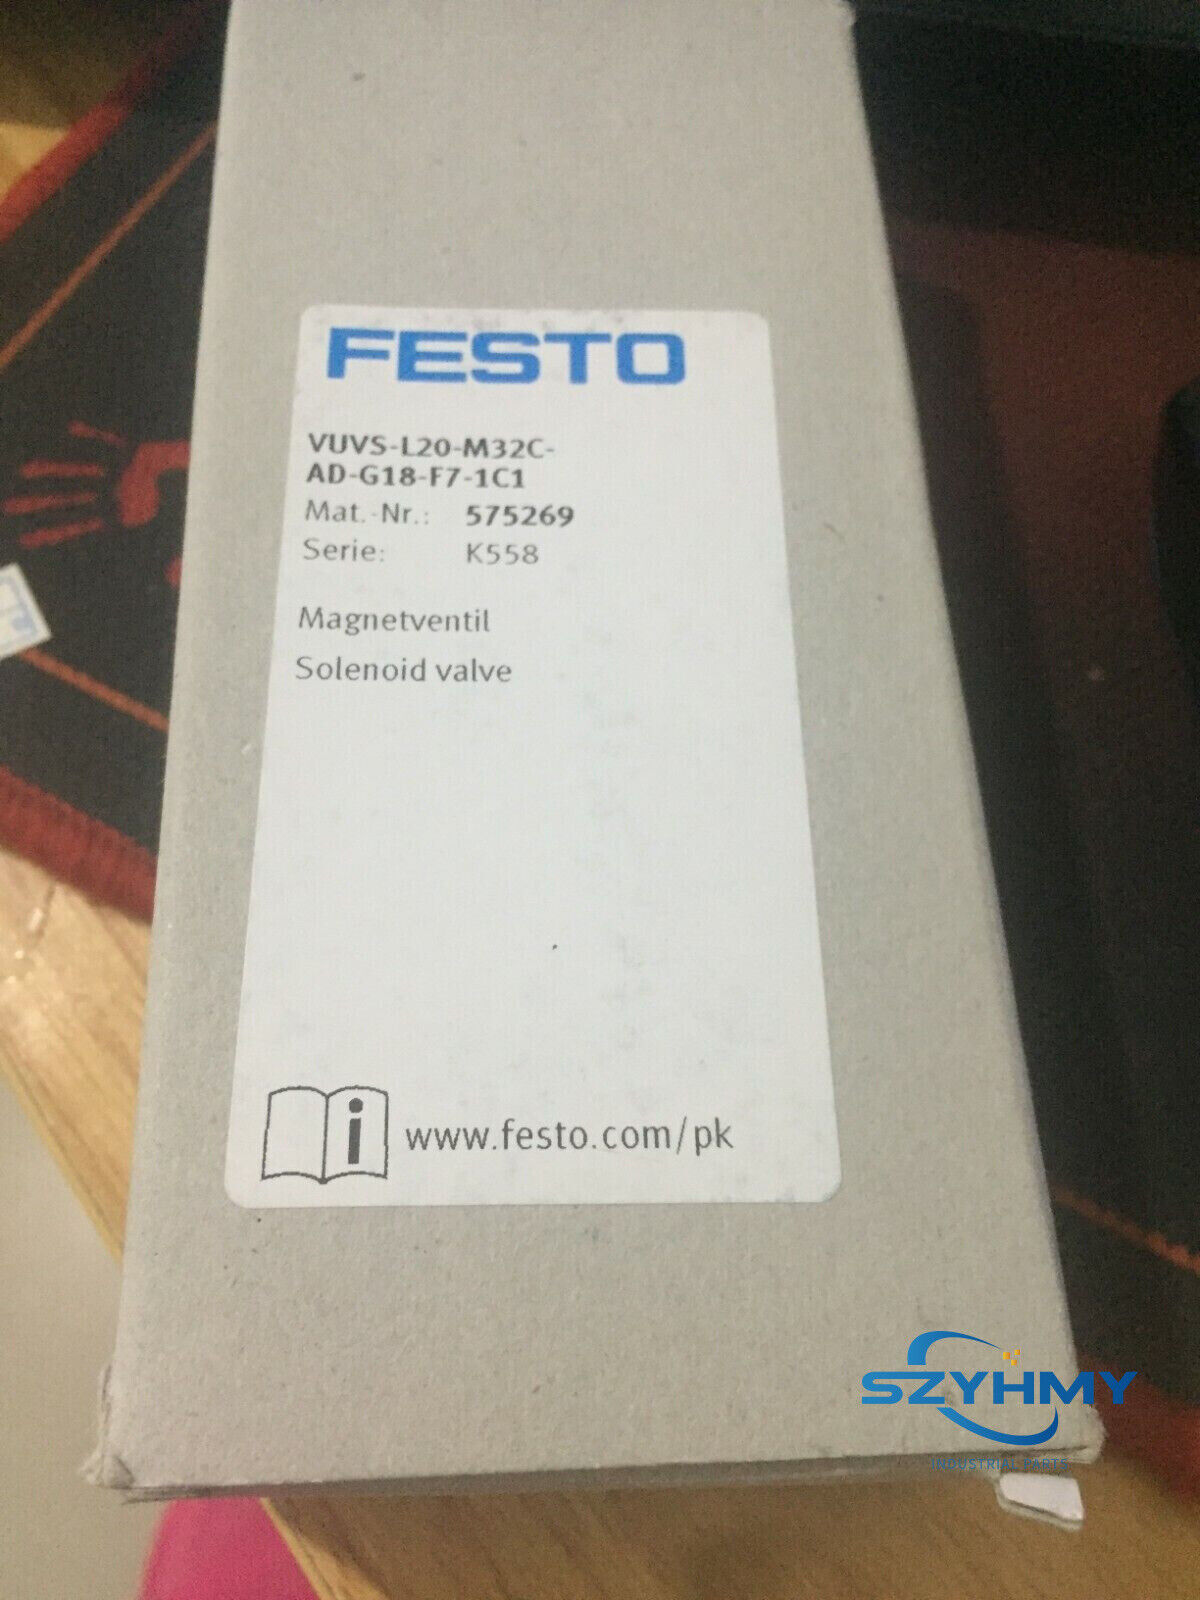 FESTO
VUVS-L20-M32C-
AD-G18-F7-1C1
Mat.-Nr.: 575269
Serie: K558
Magnetventil
Solenoid valve
i www.festo.com/pk
SZYHMY
INDUSTRIAL PARTS